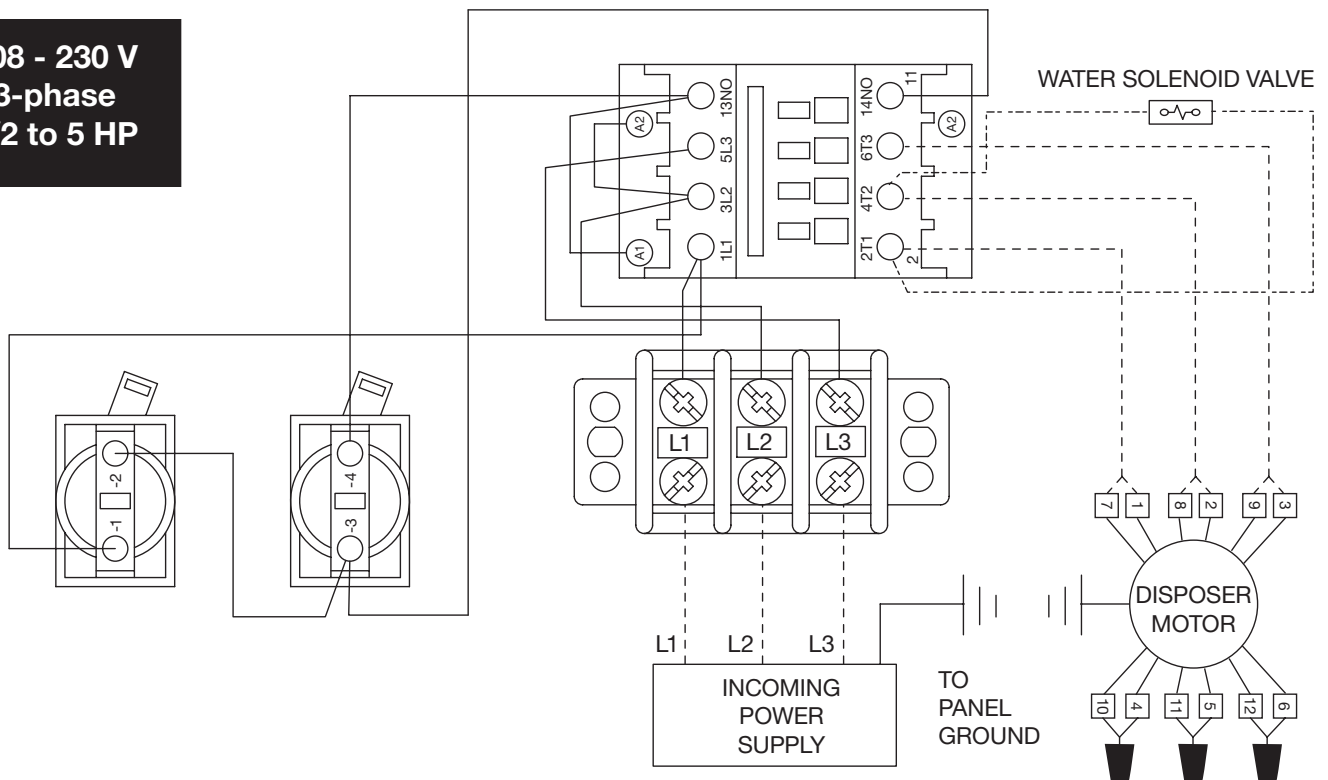 08 - 230 V
3-phase
/2 to 5 HP
WATER SOLENOID VALVE
13NO
5L3
3L2
1L1
A2
A1
14NO
11
6T3
4T2
2T1
2
A2
-2
-1
-4
-3
L1
L2
L3
7
1
8
2
9
3
DISPOSER
MOTOR
L1
L2
L3
INCOMING
POWER
SUPPLY
TO
PANEL
GROUND
10
4
11
5
12
6